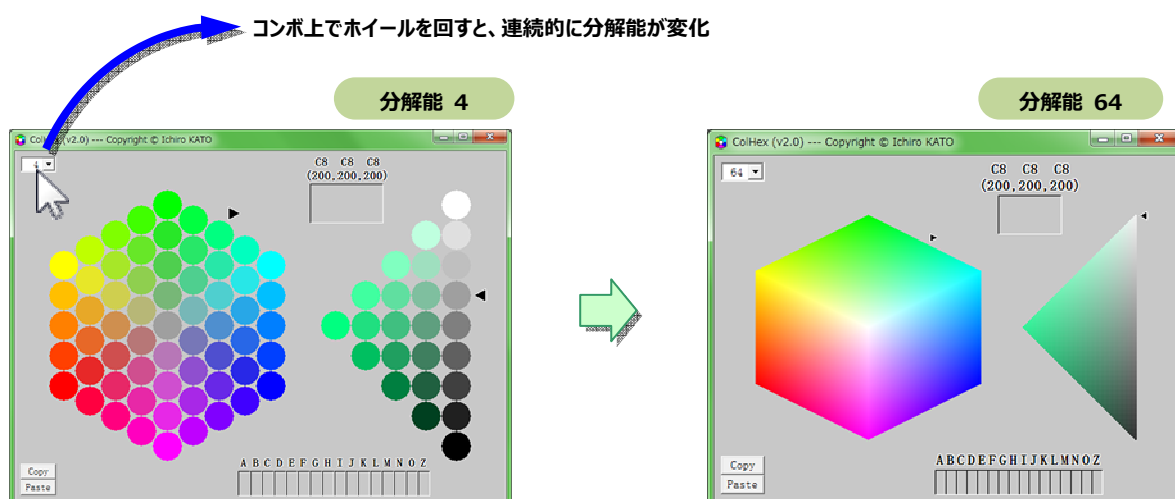 コンボ上でホイールを回すと、連続的に分解能が変化
分解能 4
分解能 64
ColHex (v2.0) --- Copyright © Ichiro KATO
4
C8 C8 C8
(200,200,200)
Copy
Paste
A B C D E F G H I J K L M N O Z
ColHex (v2.0) --- Copyright © Ichiro KATO
64
C8 C8 C8
(200,200,200)
Copy
Paste
A B C D E F G H I J K L M N O Z